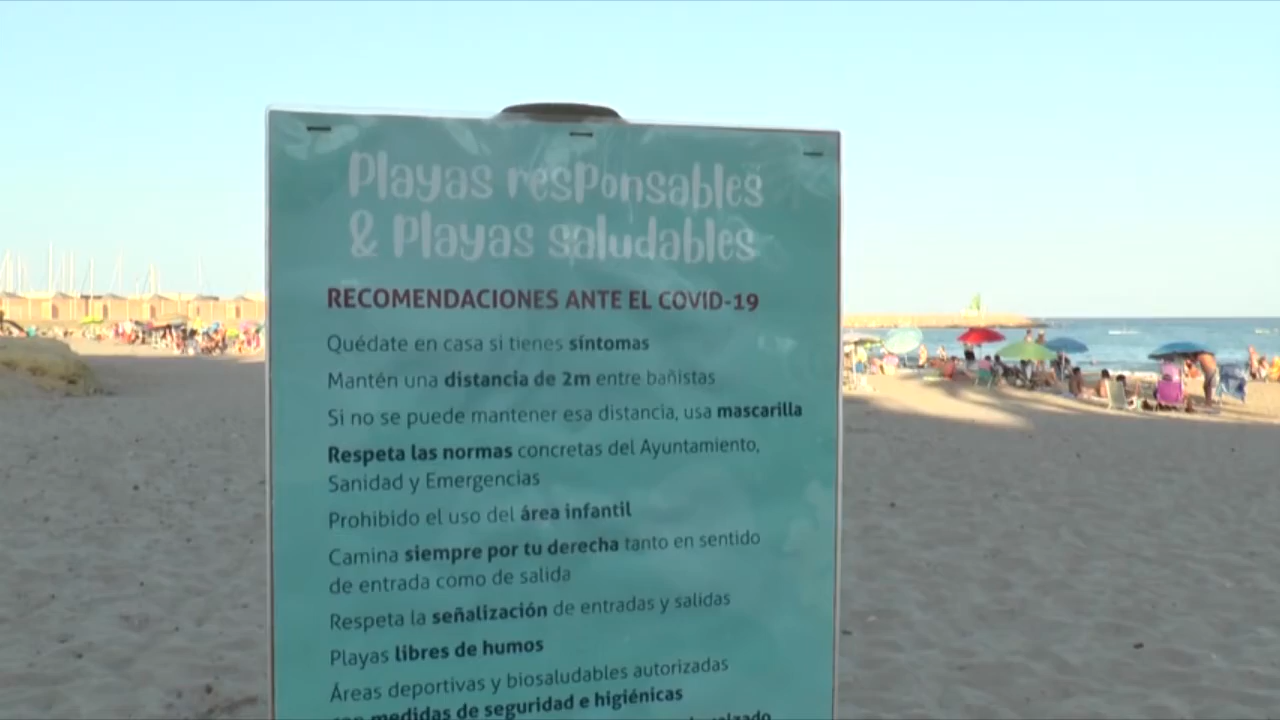 Playas responsables
& Playas saludables
RECOMENDACIONES ANTE EL COVID-19
Quédate en casa si tienes síntomas
Mantén una distancia de 2m entre bañistas
Si no se puede mantener esa distancia, usa mascarilla
Respeta las normas concretas del Ayuntamiento,
Sanidad y Emergencias
Prohibido el uso del área infantil
Camina siempre por tu derecha tanto en sentido
de entrada como de salida
Respeta la señalización de entradas y salidas
Playas libres de humos
Áreas deportivas y biosaludables autorizadas
con medidas de seguridad e higiénicas